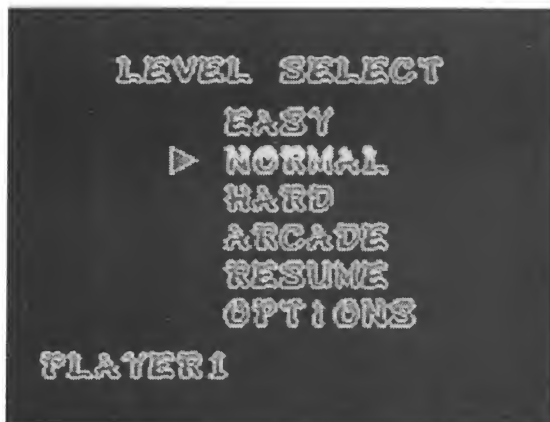 LEVEL SELECT
EASY
NORMAL
HARD
ARCADE
RESUME
OPTIONS
PLAYER1